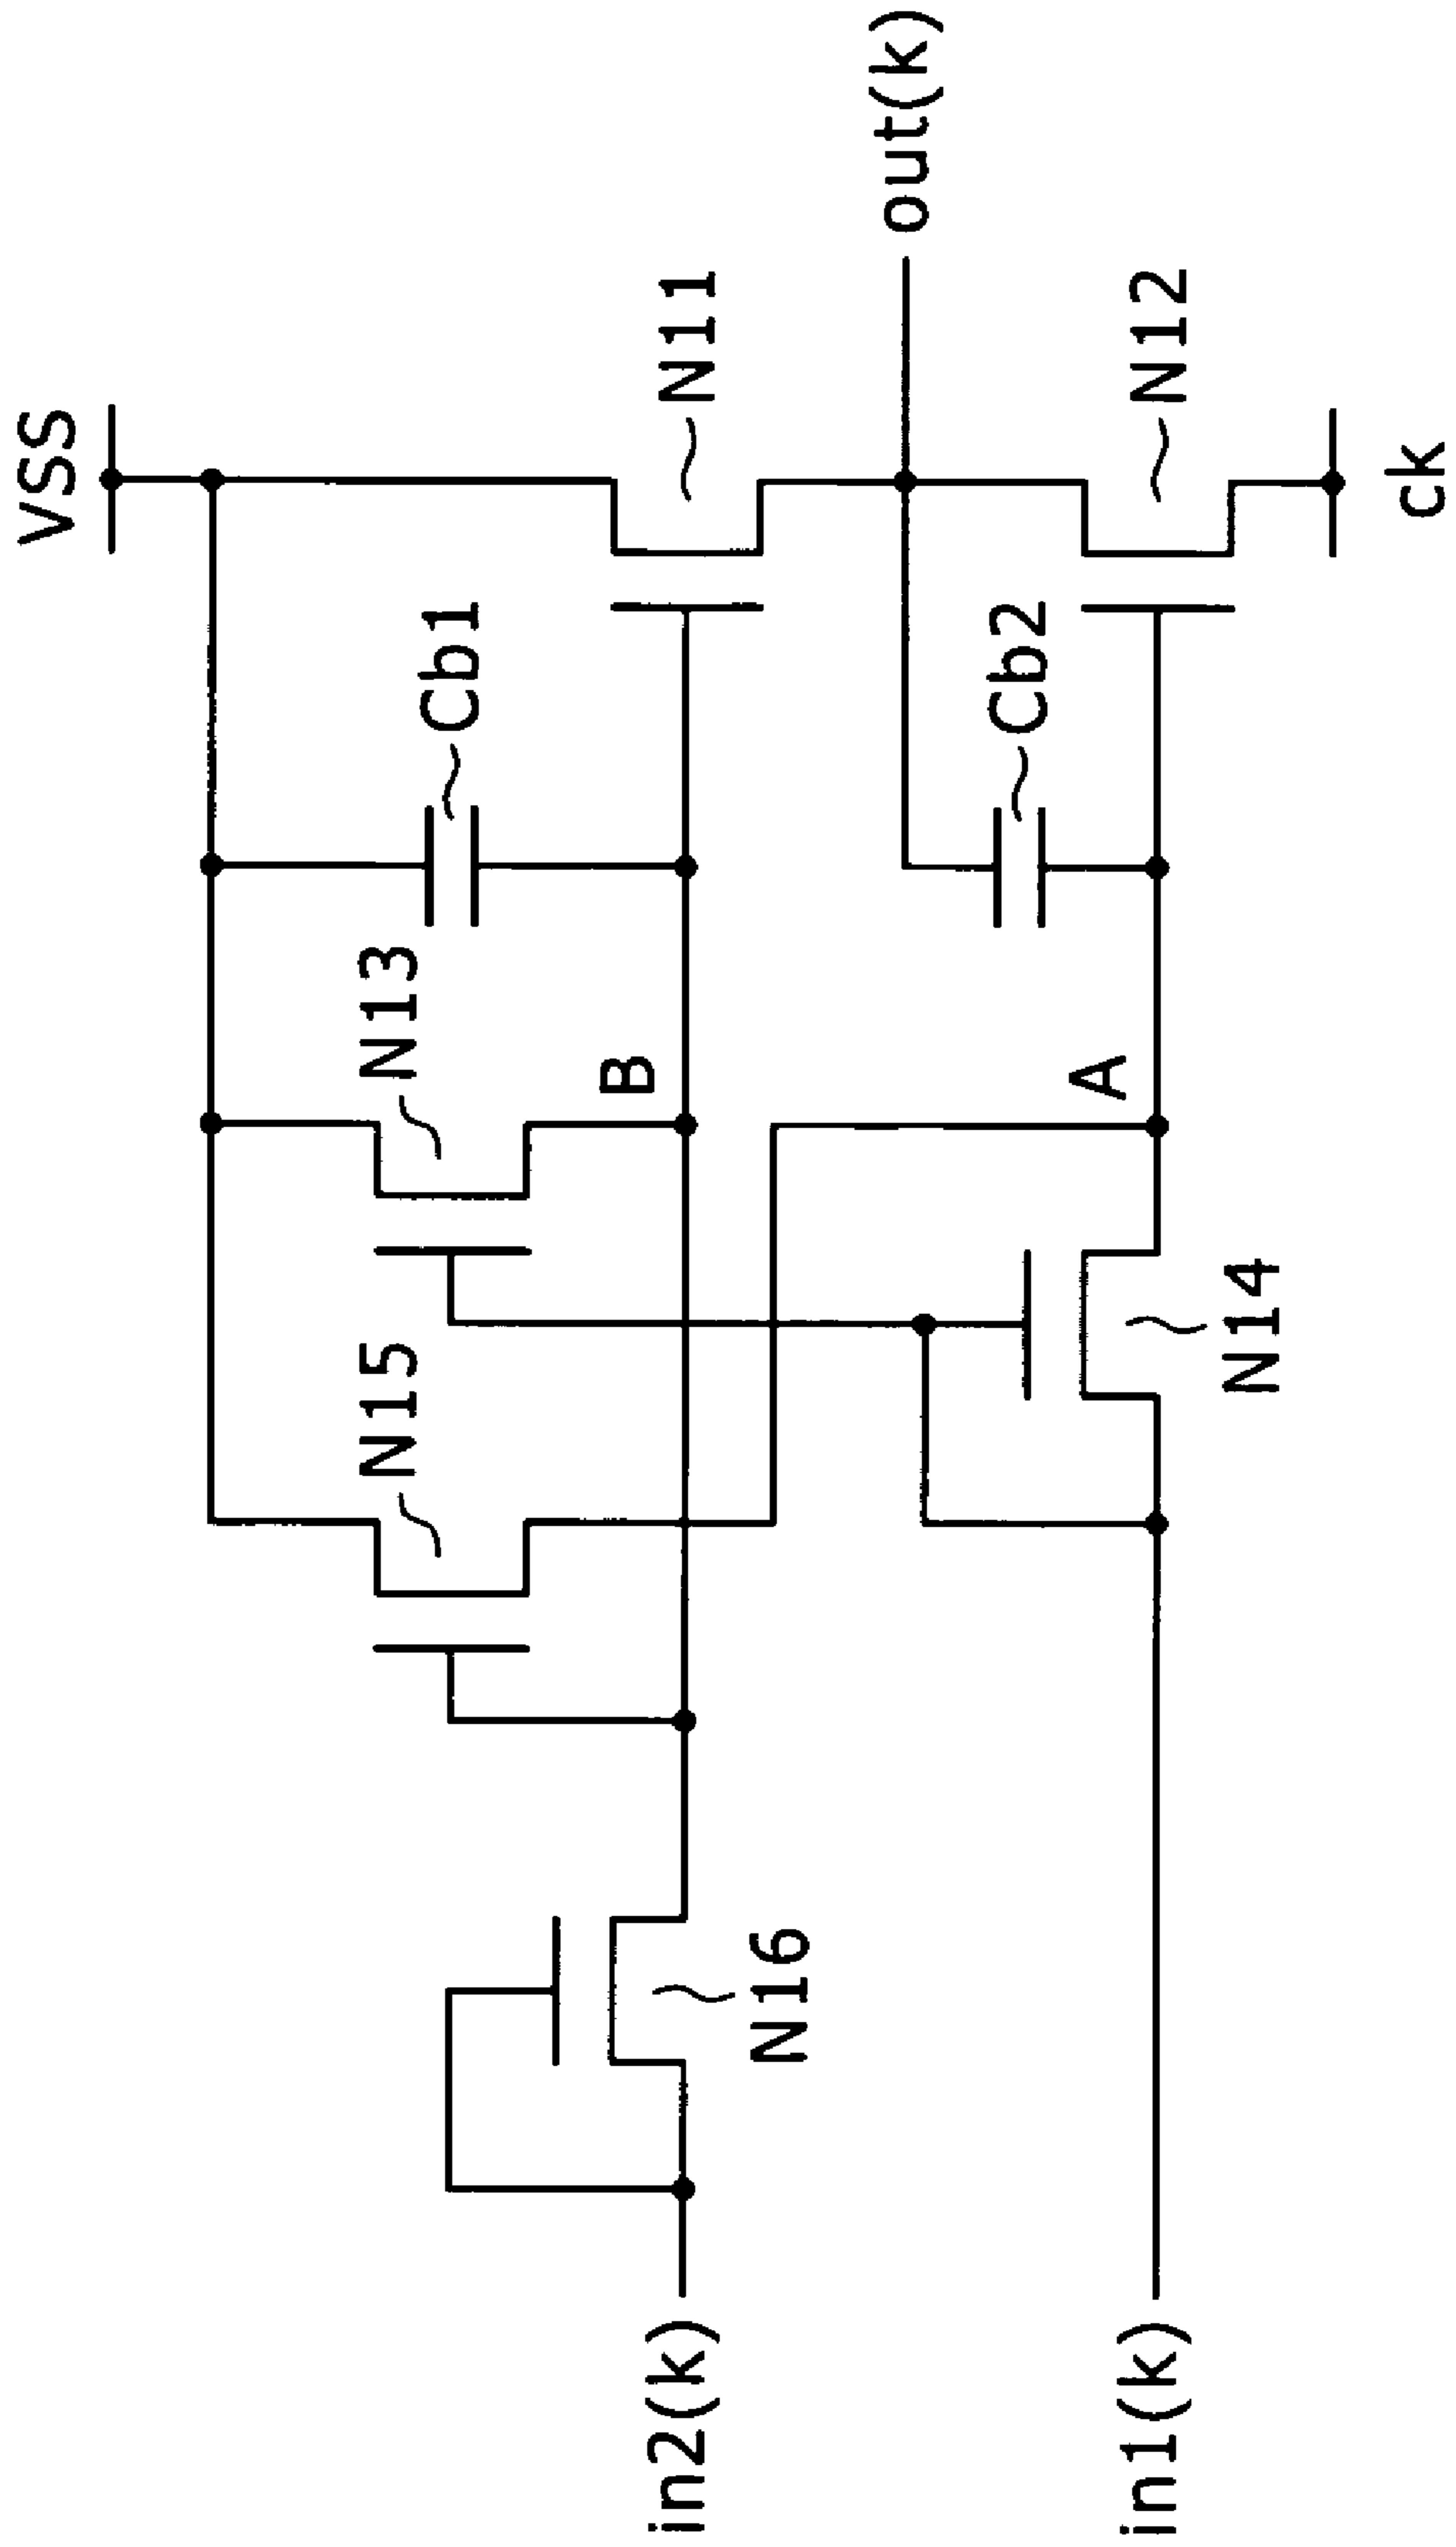 VSS
out(k)
N11
N12
ck
Cb1
Cb2
N13
B
A
N15
N14
N16
in2(k)
in1(k)